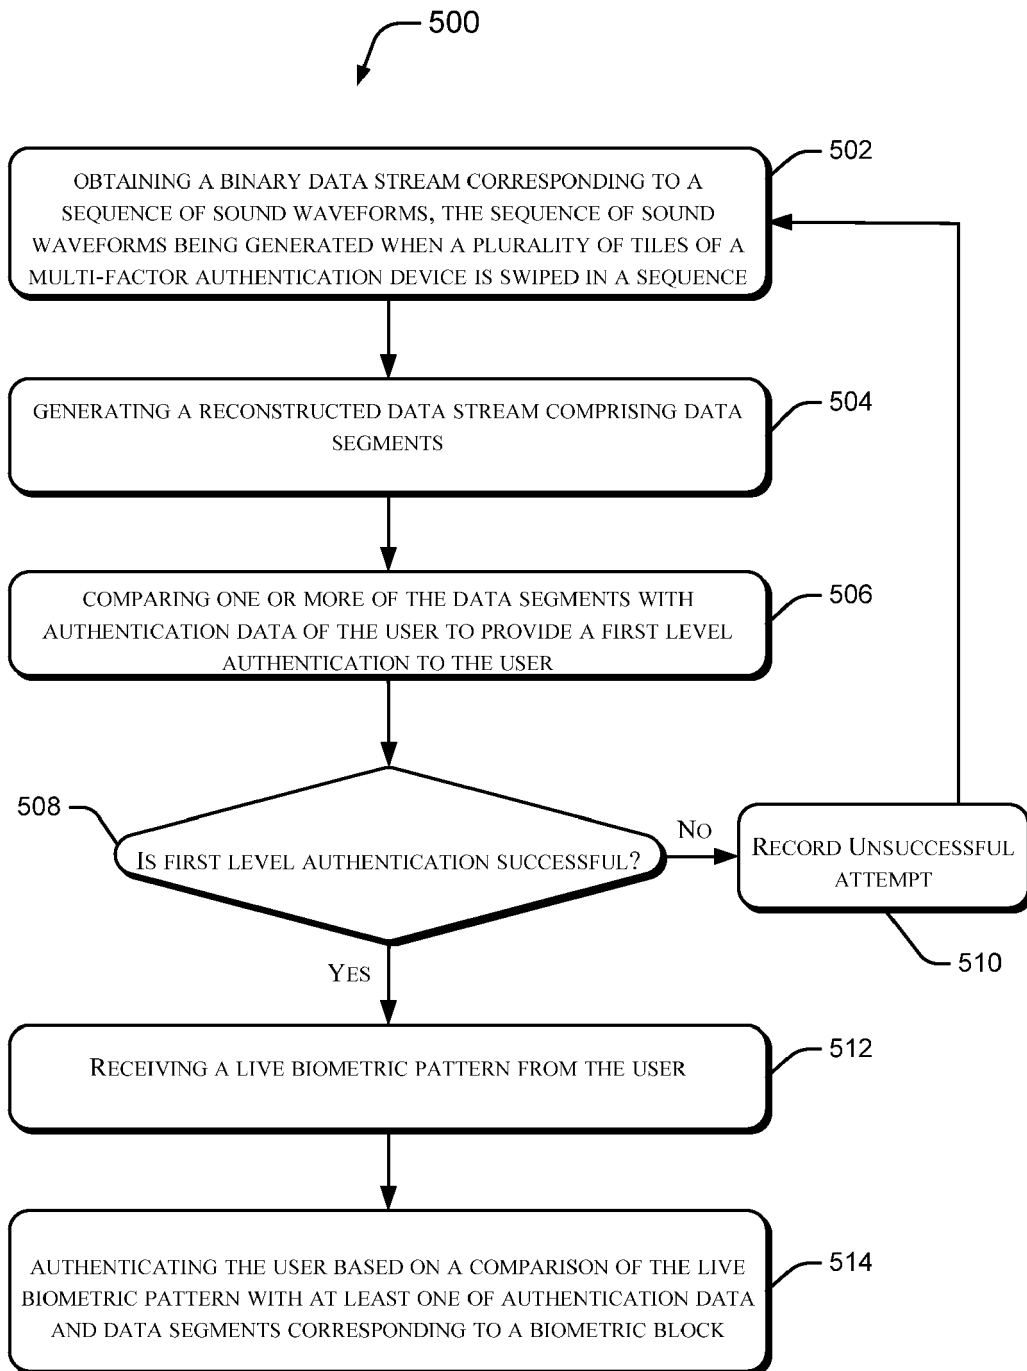 500
502
OBTAINING A BINARY DATA STREAM CORRESPONDING TO A
SEQUENCE OF SOUND WAVEFORMS, THE SEQUENCE OF SOUND
WAVEFORMS BEING GENERATED WHEN A PLURALITY OF TILES OF A
MULTI-FACTOR AUTHENTICATION DEVICE IS SWIPED IN A SEQUENCE
504
GENERATING A RECONSTRUCTED DATA STREAM COMPRISING DATA
SEGMENTS
506
COMPARING ONE OR MORE OF THE DATA SEGMENTS WITH
AUTHENTICATION DATA OF THE USER TO PROVIDE A FIRST LEVEL
AUTHENTICATION TO THE USER
508
IS FIRST LEVEL AUTHENTICATION SUCCESSFUL?
NO
RECORD UNSUCCESSFUL
ATTEMPT
510
YES
512
RECEIVING A LIVE BIOMETRIC PATTERN FROM THE USER
514
AUTHENTICATING THE USER BASED ON A COMPARISON OF THE LIVE
BIOMETRIC PATTERN WITH AT LEAST ONE OF AUTHENTICATION DATA
AND DATA SEGMENTS CORRESPONDING TO A BIOMETRIC BLOCK